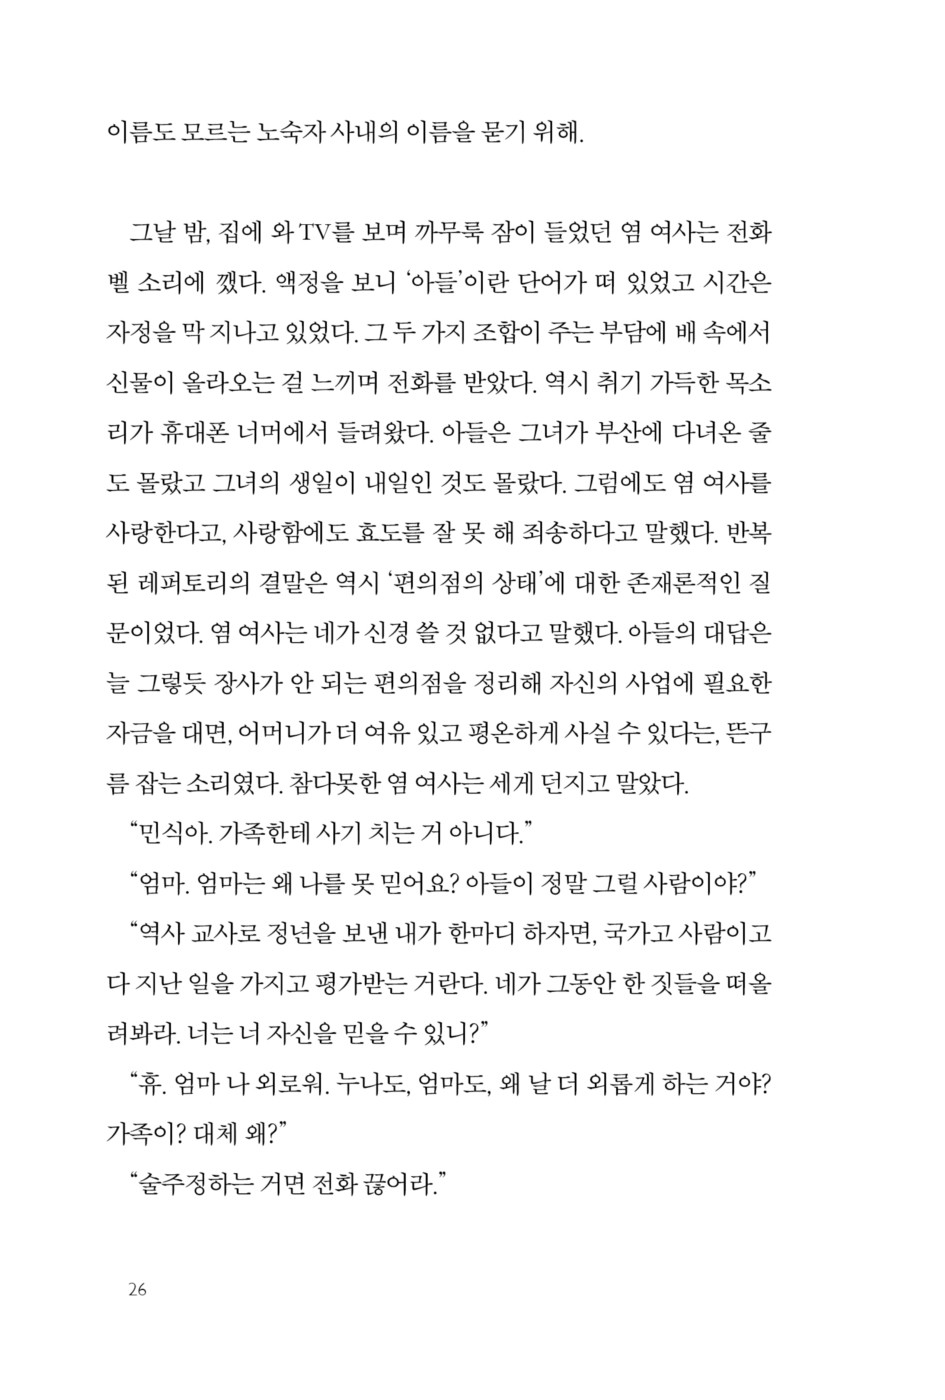 이름도 모르는 노숙자 사내의 이름을 묻기 위해.
그날 밤, 집에 와 TV를 보며 까무룩 잠이 들었던 염 여사는 전화
벨 소리에 깼다. 액정을 보니 ‘아들’이란 단어가 떠 있었고 시간은
자정을 막 지나고 있었다. 그 두 가지 조합이 주는 부담에 배 속에서
신물이 올라오는 걸 느끼며 전화를 받았다. 역시 취기 가득한 목소
리가 휴대폰 너머에서 들려왔다. 아들은 그녀가 부산에 다녀온 줄
도 몰랐고 그녀의 생일이 내일인 것도 몰랐다. 그럼에도 염 여사를
사랑한다고, 사랑함에도 효도를 잘 못 해 죄송하다고 말했다. 반복
된 레퍼토리의 결말은 역시 ‘편의점의 상태’에 대한 존재론적인 질
문이었다. 염 여사는 네가 신경 쓸 것 없다고 말했다. 아들의 대답은
늘 그렇듯 장사가 안 되는 편의점을 정리해 자신의 사업에 필요한
자금을 대면, 어머니가 더 여유 있고 평온하게 사실 수 있다는, 뜬구
름 잡는 소리였다. 참다못한 염 여사는 세게 던지고 말았다.
“민식아. 가족한테 사기 치는 거 아니다.”
“엄마. 엄마는 왜 나를 못 믿어요? 아들이 정말 그럴 사람이야?”
“역사 교사로 정년을 보낸 내가 한마디 하자면, 국가고 사람이고
다 지난 일을 가지고 평가받는 거란다. 네가 그동안 한 짓들을 떠올
려봐라. 너는 너 자신을 믿을 수 있니?”
“휴. 엄마 나 외로워. 누나도, 엄마도, 왜 날 더 외롭게 하는 거야?
가족이? 대체 왜?”
“술주정하는 거면 전화 끊어라.”
26